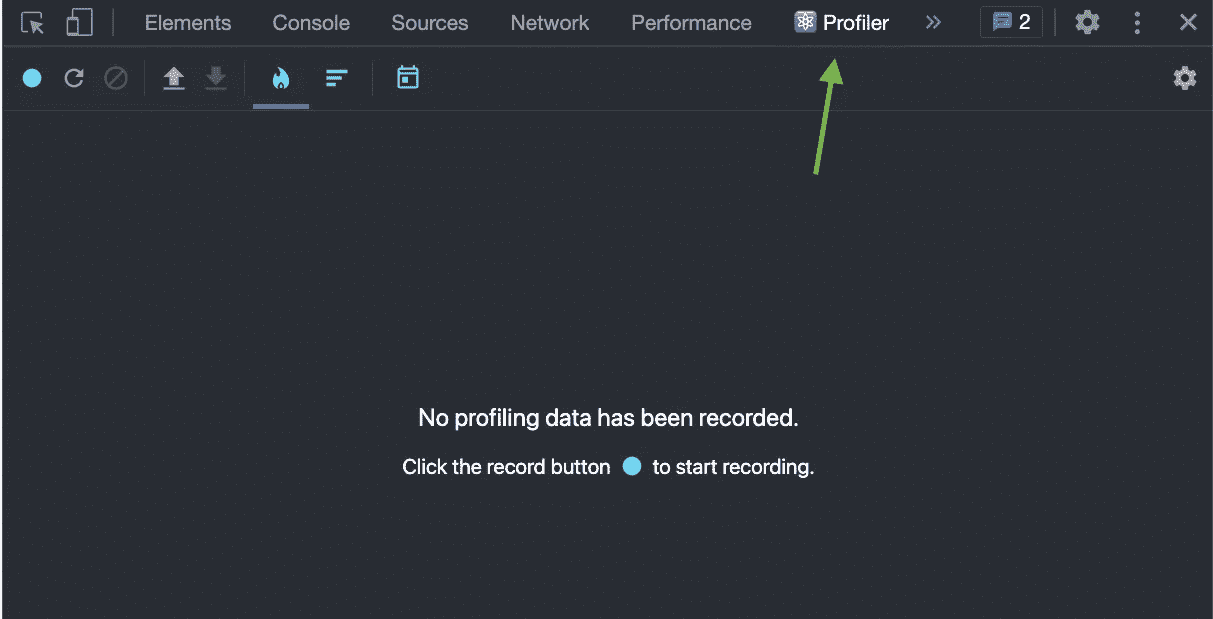 Elements Console Sources Network Performance Profiler 2
No profiling data has been recorded.
Click the record button to start recording.